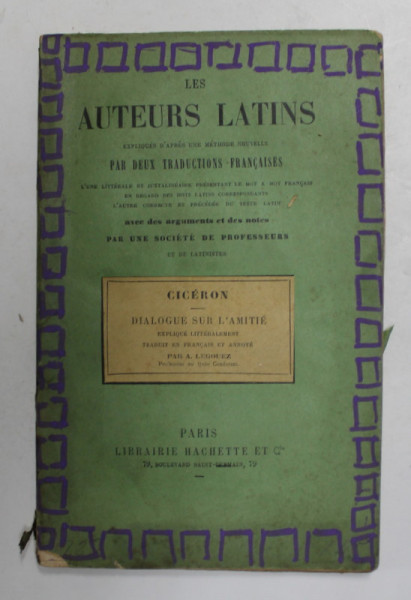 LES
AUTEURS LATINS
EXPLIQUÉS D'APRÈS UNE MÉTHODE NOUVELLE
PAR DEUX TRADUCTIONS FRANÇAISES
L'UNE LITTÉRALE ET JUXTALINÉAIRE PRÉSENTANT LE MOT A MOT FRANÇAIS
EN REGARD DES MOTS LATINS CORRESPONDANTS
L'AUTRE CORRECTE ET PRÉCÉDÉE DU TEXTE LATIN
avec des arguments et des notes
PAR UNE SOCIÉTÉ DE PROFESSEURS
ET DE LATINISTES
CICÉRON
DIALOGUE SUR L'AMITIÉ
EXPLIQUÉ LITTÉRALEMENT
TRADUIT EN FRANÇAIS ET ANNOTÉ
PAR A. LEGOUEZ
Professeur au lycée
PARIS
LIBRAIRIE HACHETTE ET Cie
79, BOULEVARD SAINT-GERMAIN, 79